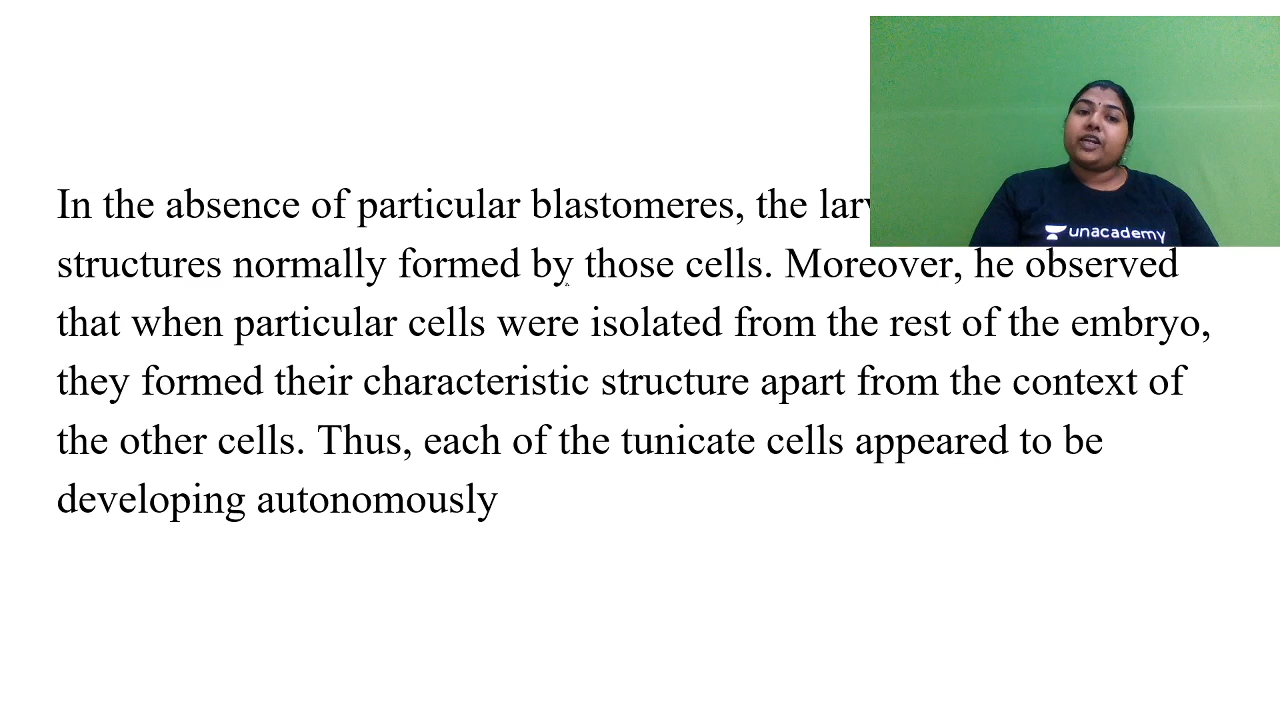 In the absence of particular blastomeres, the
structures normally formed by those cells. Moreover, he observed
that when particular cells were isolated from the rest of the embryo,
they formed their characteristic structure apart from the context of
the other cells. Thus, each of the tunicate cells appeared to be
developing autonomously
unacademy